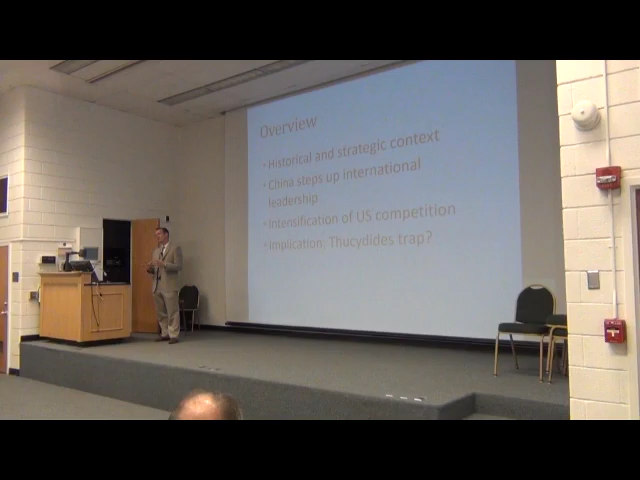 Overview
• Historical and strategic context
• China steps up international
leadership
• Intensification of US competition
• Implication: Thucydides trap?